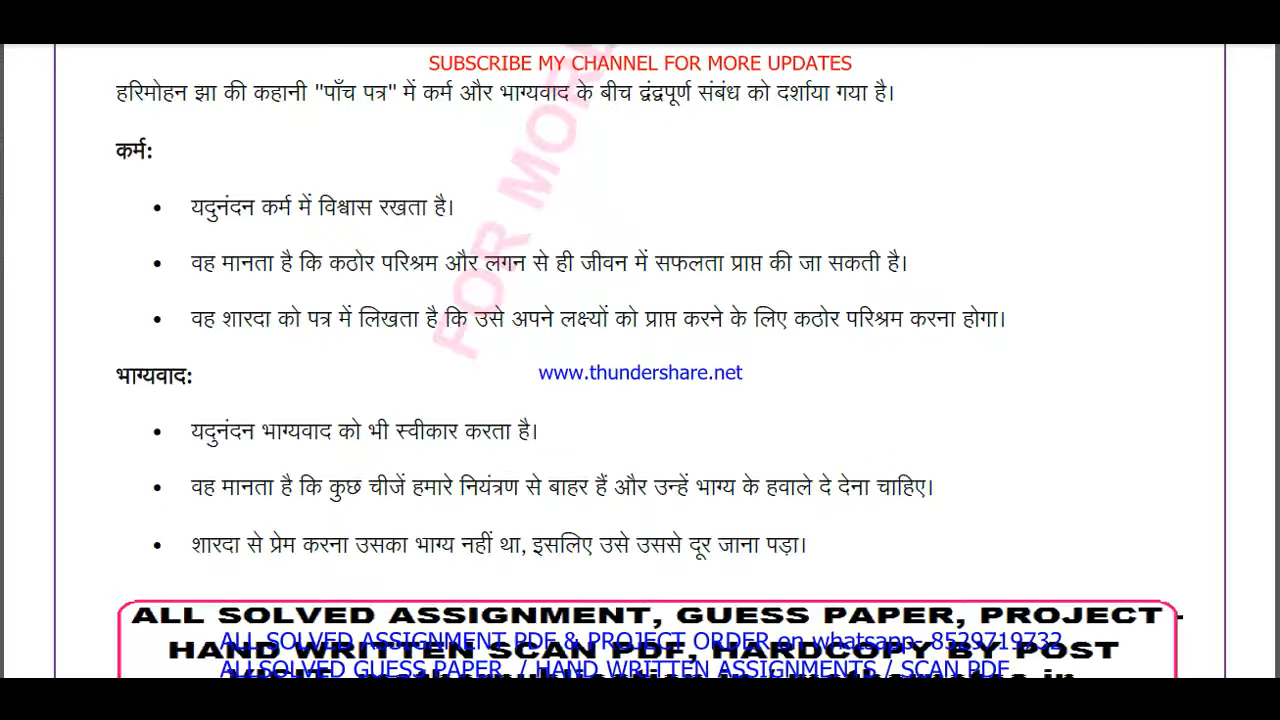 SUBSCRIBE MY CHANNEL FOR MORE UPDATES
हरिमोहन झा की कहानी "पाँच पत्र" में कर्म और भाग्यवाद के बीच द्वंद्वपूर्ण संबंध को दर्शाया गया है।
कर्म:
• यदुनंदन कर्म में विश्वास रखता है।
• वह मानता है कि कठोर परिश्रम और लगन से ही जीवन में सफलता प्राप्त की जा सकती है।
• वह शारदा को पत्र में लिखता है कि उसे अपने लक्ष्यों को प्राप्त करने के लिए कठोर परिश्रम करना होगा।
FOR MORE
भाग्यवाद:
www.thundershare.net
• यदुनंदन भाग्यवाद को भी स्वीकार करता है।
• वह मानता है कि कुछ चीजें हमारे नियंत्रण से बाहर हैं और उन्हें भाग्य के हवाले दे देना चाहिए।
• शारदा से प्रेम करना उसका भाग्य नहीं था, इसलिए उसे उससे दूर जाना पड़ा।
ALL SOLVED ASSIGNMENT, GUESS PAPER, PROJECT -
ALL SOLVED ASSIGNMENT PDF & PROJECT ORDER on whatsapp- 8529719732
HAND WRITTEN SCAN PDF, HARDCOPY BY POST
ALL SOLVED GUESS PAPER / HAND WRITTEN ASSIGNMENTS / SCAN PDF